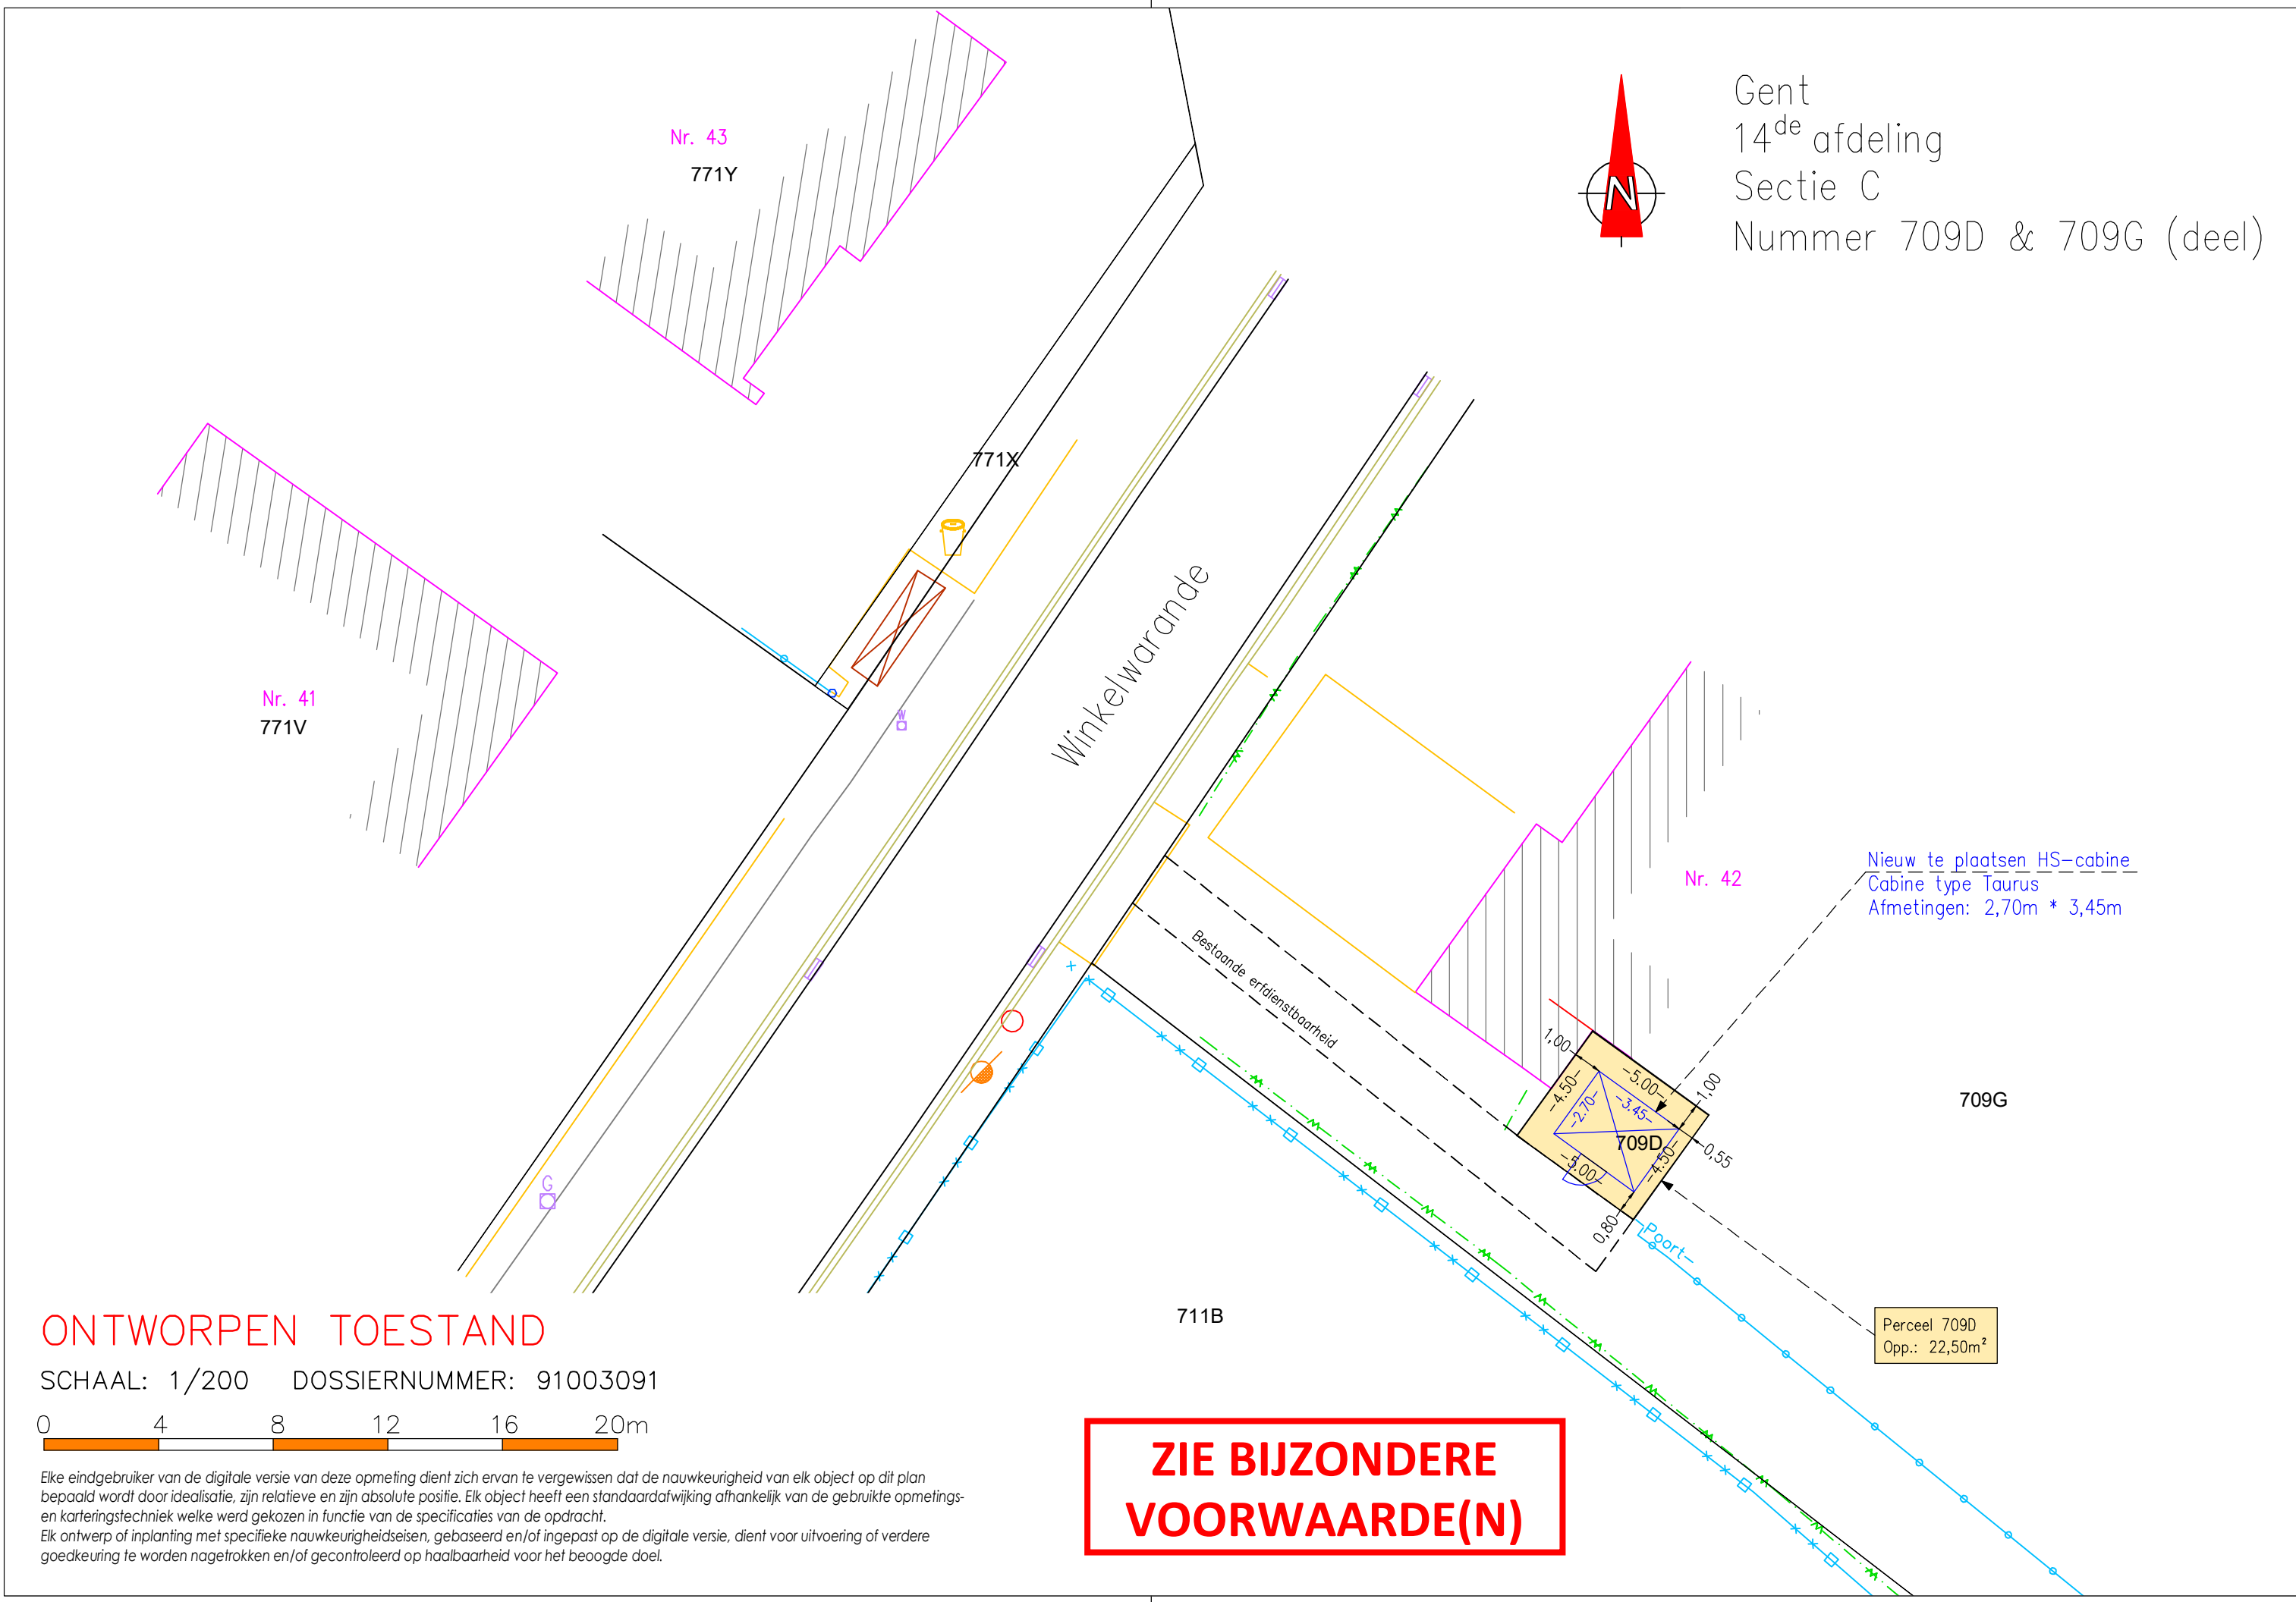 Gent
14de afdeling
Sectie C
Nummer 709D & 709G (deel)
N
Nr. 43
771Y
771X
Nr. 41
771V
W
Winkelwarande
Nr. 42
Nieuw te plaatsen HS-cabine
Cabine type Taurus
Afmetingen: 2,70m * 3,45m
Bestaande erfdienstbaarheid
1,00
-5.00-
1,00
-4.50-
-2.70-
-3.45-
709D
-4.50-
0,55
-5.00-
0,80
-Poort-
709G
G
711B
Perceel 709D
Opp.: 22,50m²
ONTWORPEN TOESTAND
SCHAAL: 1/200 DOSSIERNUMMER: 91003091
0 4 8 12 16 20m
Elke eindgebruiker van de digitale versie van deze opmeting dient zich ervan te vergewissen dat de nauwkeurigheid van elk object op dit plan
bepaald wordt door idealisatie, zijn relatieve en zijn absolute positie. Elk object heeft een standaardafwijking afhankelijk van de gebruikte opmetings-
en karteringstechniek welke werd gekozen in functie van de specificaties van de opdracht.
Elk ontwerp of inplanting met specifieke nauwkeurigheidseisen, gebaseerd en/of ingepast op de digitale versie, dient voor uitvoering of verdere
goedkeuring te worden nagetrokken en/of gecontroleerd op haalbaarheid voor het beoogde doel.
ZIE BIJZONDERE
VOORWAARDE(N)